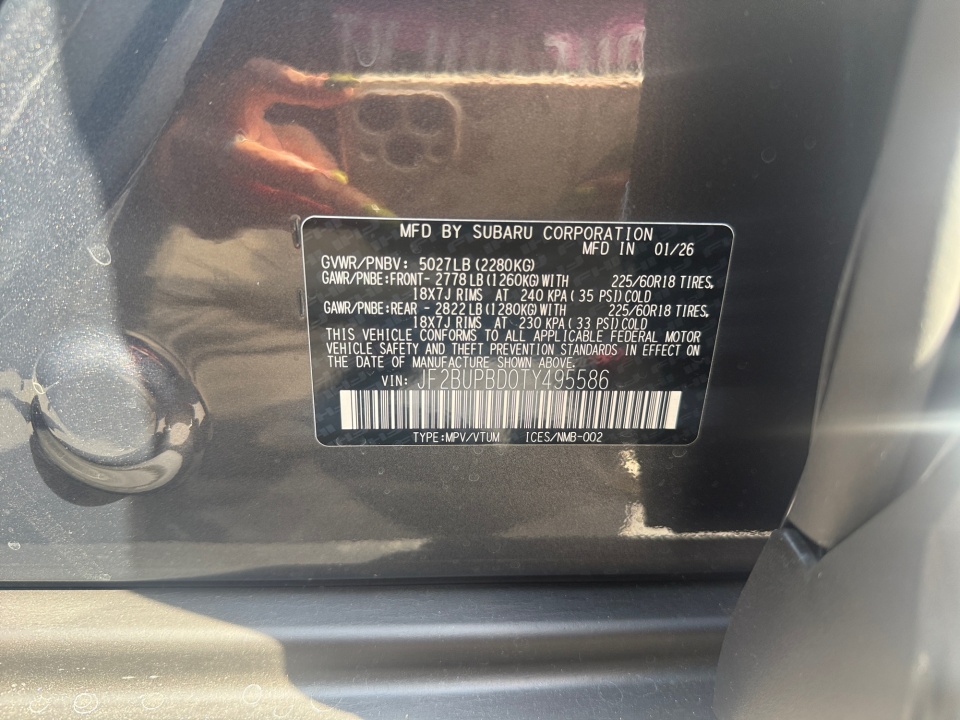 MFD BY SUBARU CORPORATION
MFD IN 01/26
GVWR/PNBV: 5027LB (2280KG)
GAWR/PNBE:FRONT- 2778 LB (1260KG) WITH 225/60R18 TIRES,
18X7J RIMS AT 240 KPA ( 35 PSI) COLD
GAWR/PNBE:REAR - 2822 LB (1280KG) WITH 225/60R18 TIRES,
18X7J RIMS AT 230 KPA ( 33 PSI) COLD
THIS VEHICLE CONFORMS TO ALL APPLICABLE FEDERAL MOTOR
VEHICLE SAFETY AND THEFT PREVENTION STANDARDS IN EFFECT ON
THE DATE OF MANUFACTURE SHOWN ABOVE.
VIN: JF2BUPBD0TY495586
TYPE:MPV/VTUM ICES/NMB-002